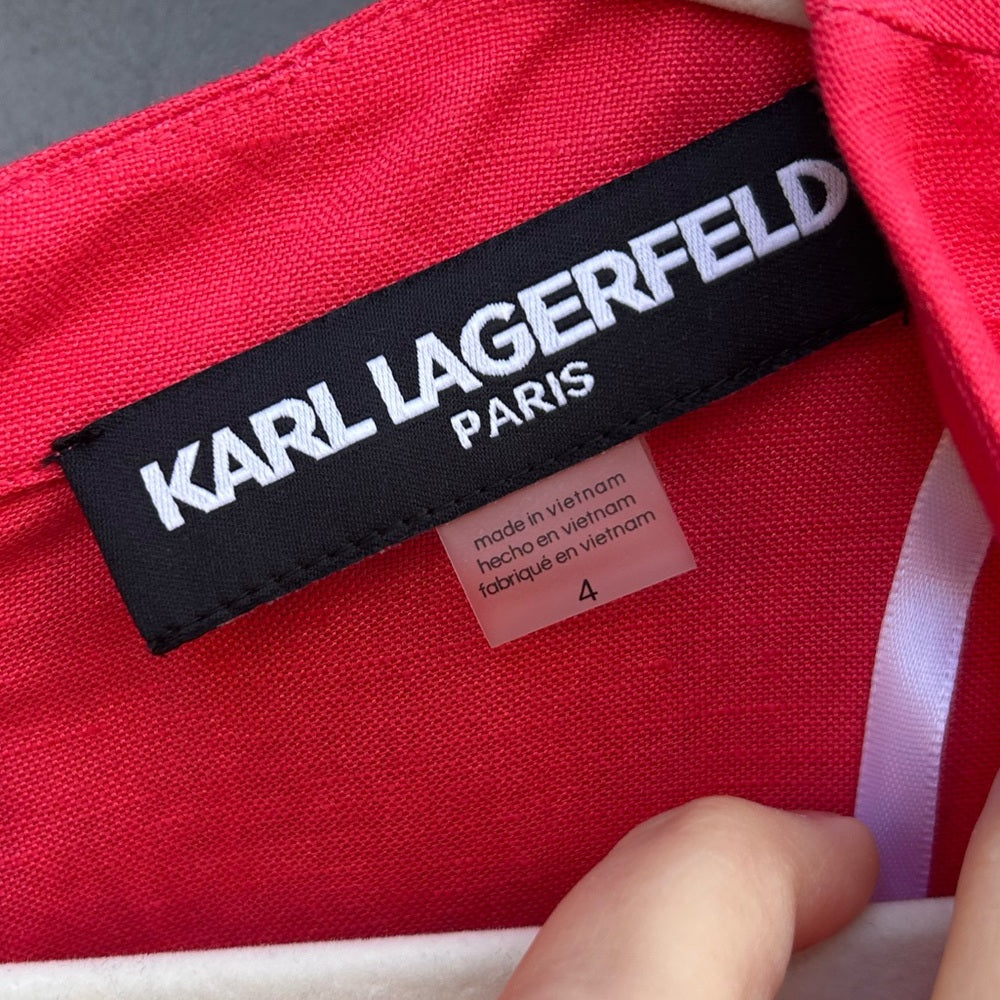 KARL LAGERFELD
PARIS
made in vietnam
hecho en vietnam
fabriqué en vietnam
4